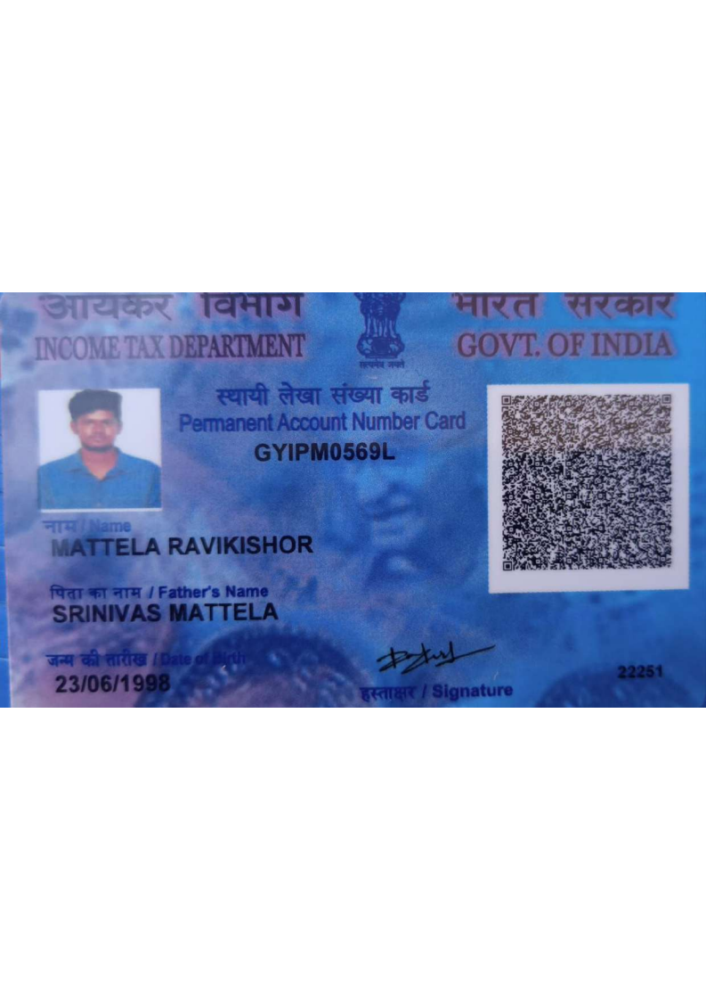 आयकर विभाग
INCOME TAX DEPARTMENT
सत्यमेव जयते
भारत सरकार
GOVT. OF INDIA
स्थायी लेखा संख्या कार्ड
Permanent Account Number Card
GYIPM0569L
नाम / Name
MATTELA RAVIKISHOR
पिता का नाम / Father's Name
SRINIVAS MATTELA
जन्म की तारीख / Date of Birth
23/06/1998
हस्ताक्षर / Signature
22251